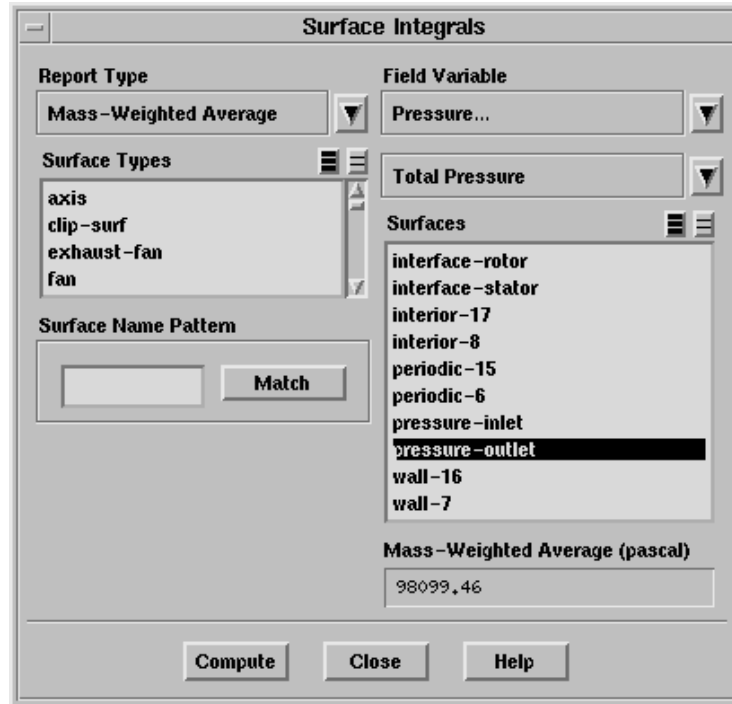 Surface Integrals
Report Type
Mass-Weighted Average
Surface Types
axis
clip-surf
exhaust-fan
fan
Surface Name Pattern
Match
Field Variable
Pressure...
Total Pressure
Surfaces
interface-rotor
interface-stator
interior-17
interior-8
periodic-15
periodic-6
pressure-inlet
pressure-outlet
wall-16
wall-7
Mass-Weighted Average (pascal)
98099.46
Compute Close Help